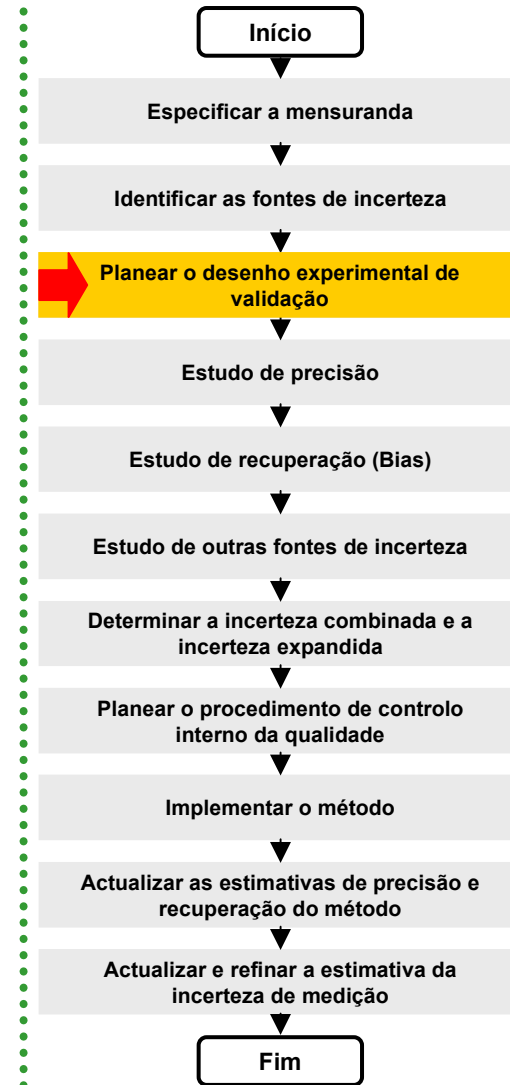 Início
Especificar a mensuranda
Identificar as fontes de incerteza
Planear o desenho experimental de
validação
Estudo de precisão
Estudo de recuperação (Bias)
Estudo de outras fontes de incerteza
Determinar a incerteza combinada e a
incerteza expandida
Planear o procedimento de controlo
interno da qualidade
Implementar o método
Actualizar as estimativas de precisão e
recuperação do método
Actualizar e refinar a estimativa da
incerteza de medição
Fim